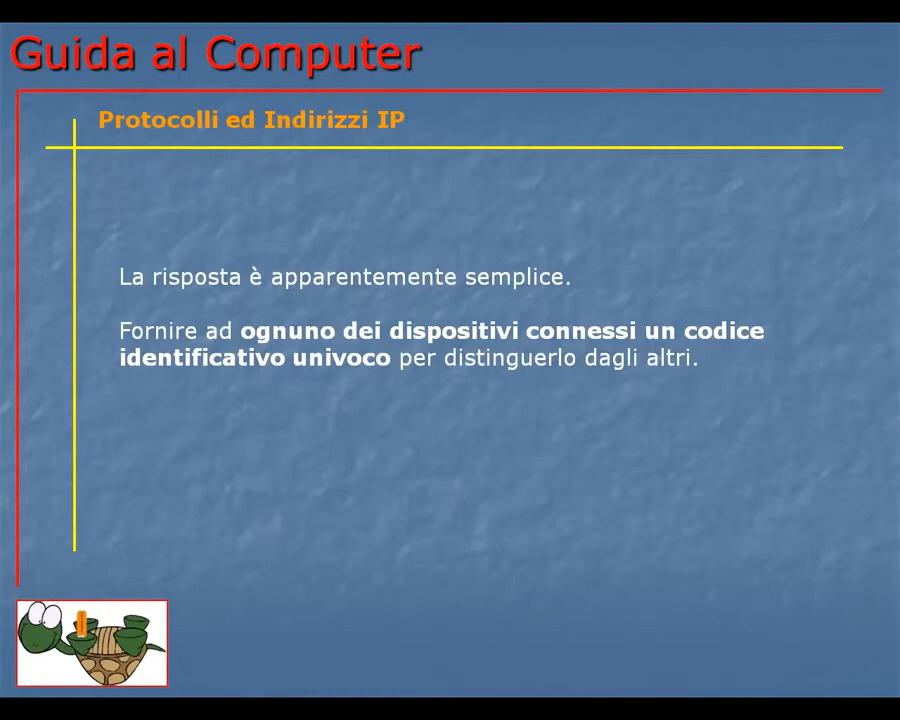 Guida al Computer
Protocolli ed Indirizzi IP
La risposta è apparentemente semplice.
Fornire ad ognuno dei dispositivi connessi un codice
identificativo univoco per distinguerlo dagli altri.